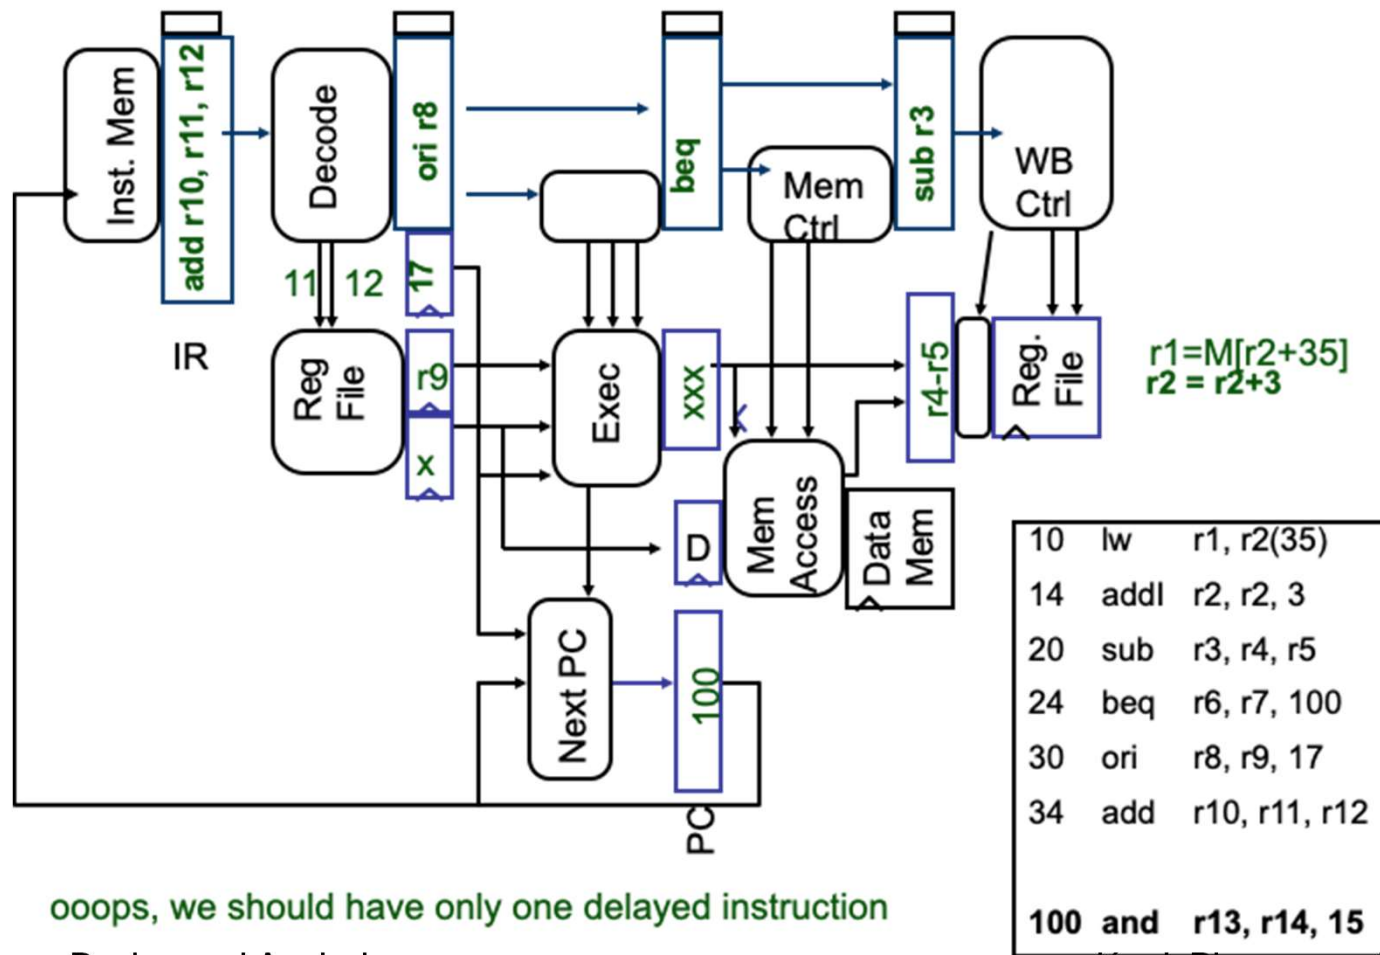 Inst. Mem
add r10, r11, r12
IR
Decode
11
12
Reg
File
ori r8
17
r9
x
Exec
beq
xxx
D
Next PC
100
PC
Mem
Ctrl
Mem
Access
Data
Mem
sub r3
r4-r5
WB
Ctrl
Reg.
File
r1=M[r2+35]
r2 = r2+3
10 lw r1, r2(35)
14 addI r2, r2, 3
20 sub r3, r4, r5
24 beq r6, r7, 100
30 ori r8, r9, 17
34 add r10, r11, r12
100 and r13, r14, 15
ooops, we should have only one delayed instruction